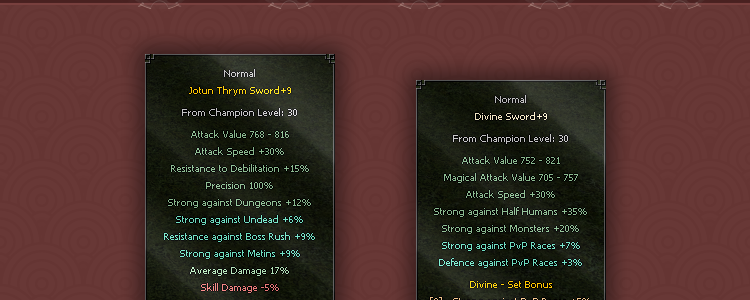 Normal
Jotun Thrym Sword+9
From Champion Level: 30
Attack Value 768 - 816
Attack Speed +30%
Resistance to Debilitation +15%
Precision 100%
Strong against Dungeons +12%
Strong against Undead +6%
Resistance against Boss Rush +9%
Strong against Metins +9%
Average Damage 17%
Skill Damage -5%
Normal
Divine Sword+9
From Champion Level: 30
Attack Value 752 - 821
Magical Attack Value 705 - 757
Attack Speed +30%
Strong against Half Humans +35%
Strong against Monsters +20%
Strong against PvP Races +7%
Defence against PvP Races +3%
Divine - Set Bonus